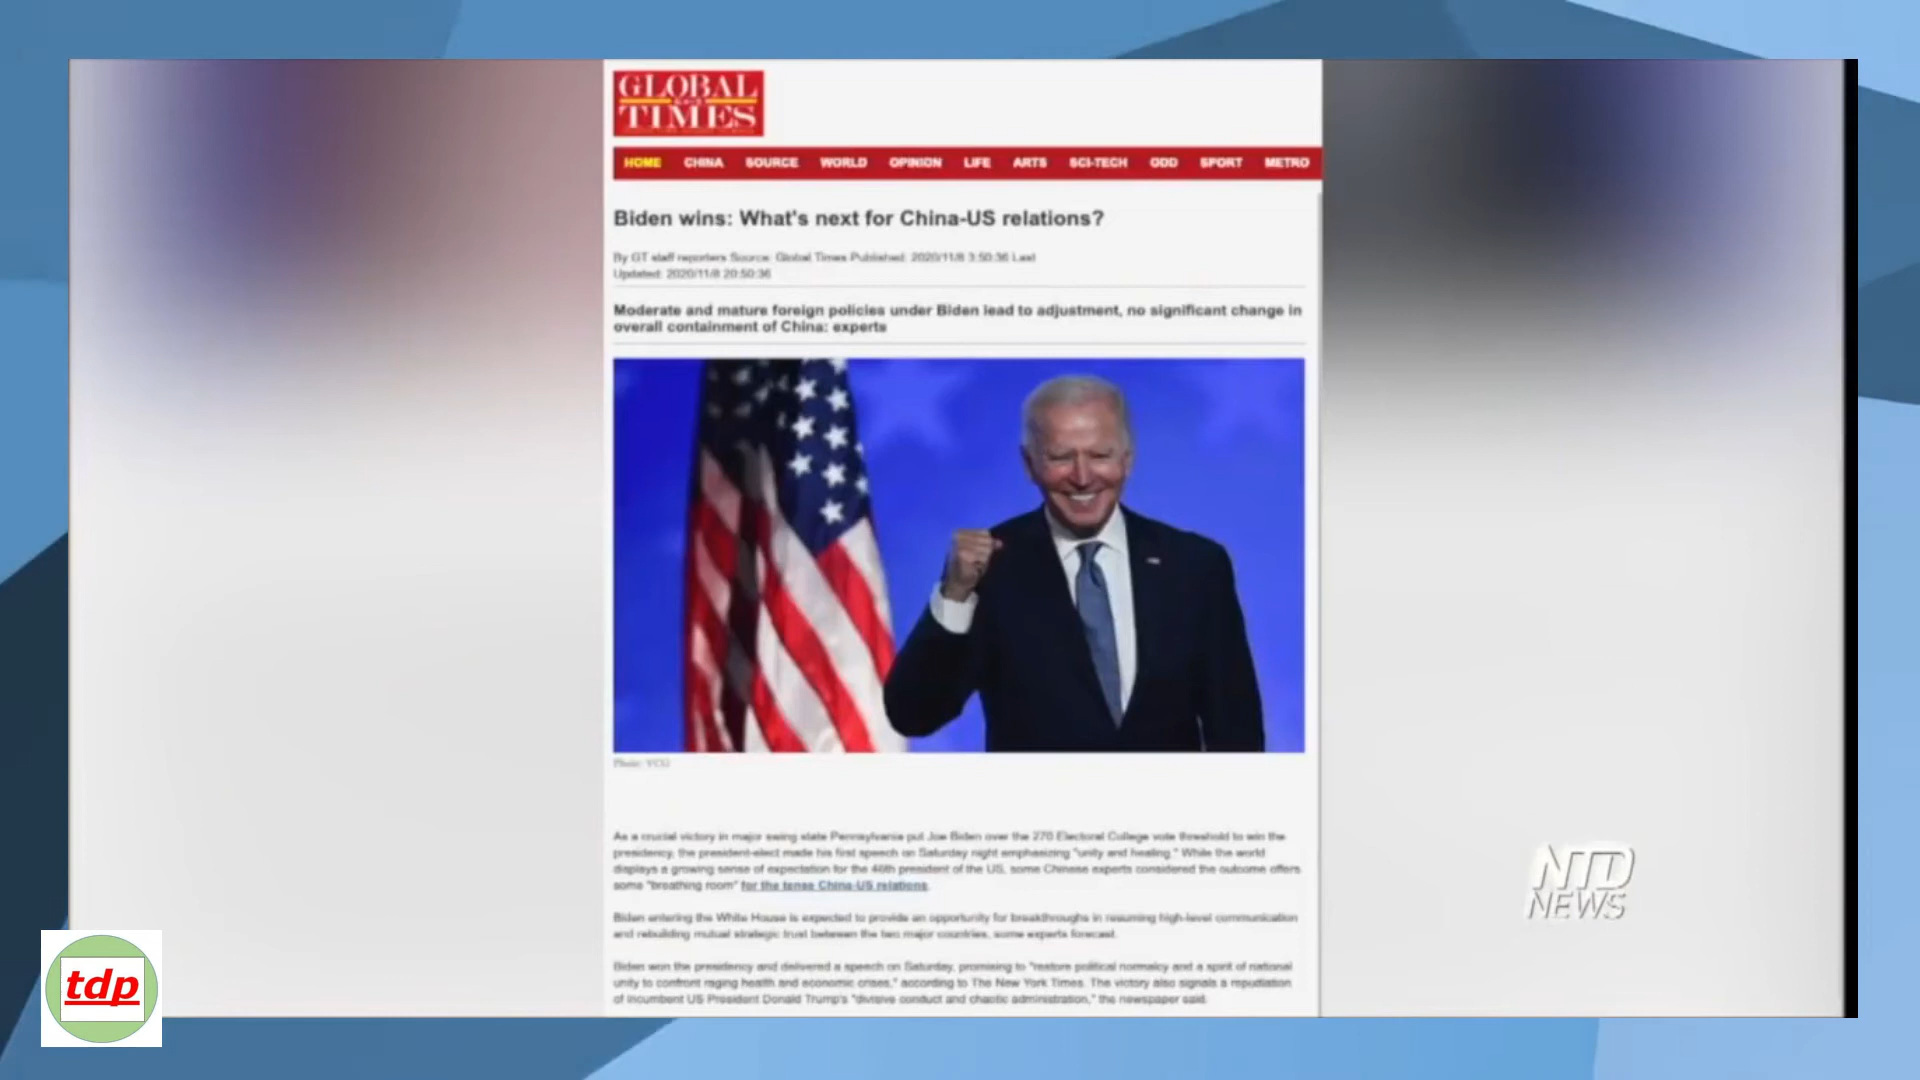 GLOBAL
TIMES
HOME CHINA SOURCE WORLD OPINION LIFE ARTS SCI-TECH ODD SPORT METRO
Biden wins: What's next for China-US relations?
By GT staff reporters Source: Global Times Published: 2020/11/8 3:50:36 Last
Updated: 2020/11/8 20:50:36
Moderate and mature foreign policies under Biden lead to adjustment, no significant change in
overall containment of China: experts
Photo: VCG
As a crucial victory in major swing state Pennsylvania put Joe Biden over the 270 Electoral College vote threshold to win the
presidency, the president-elect made his first speech on Saturday night emphasizing "unity and healing." While the world
displays a growing sense of expectation for the 46th president of the US, some Chinese experts considered the outcome offers
some "breathing room" for the tense China-US relations.
Biden entering the White House is expected to provide an opportunity for breakthroughs in resuming high-level communication
and rebuilding mutual strategic trust between the two major countries, some experts forecast.
Biden won the presidency and delivered a speech on Saturday, promising to "restore political normalcy and a spirit of national
unity to confront raging health and economic crises," according to The New York Times. The victory also signals a repudiation
of incumbent US President Donald Trump's "divisive conduct and chaotic administration," the newspaper said.
NTD
NEWS
tdp